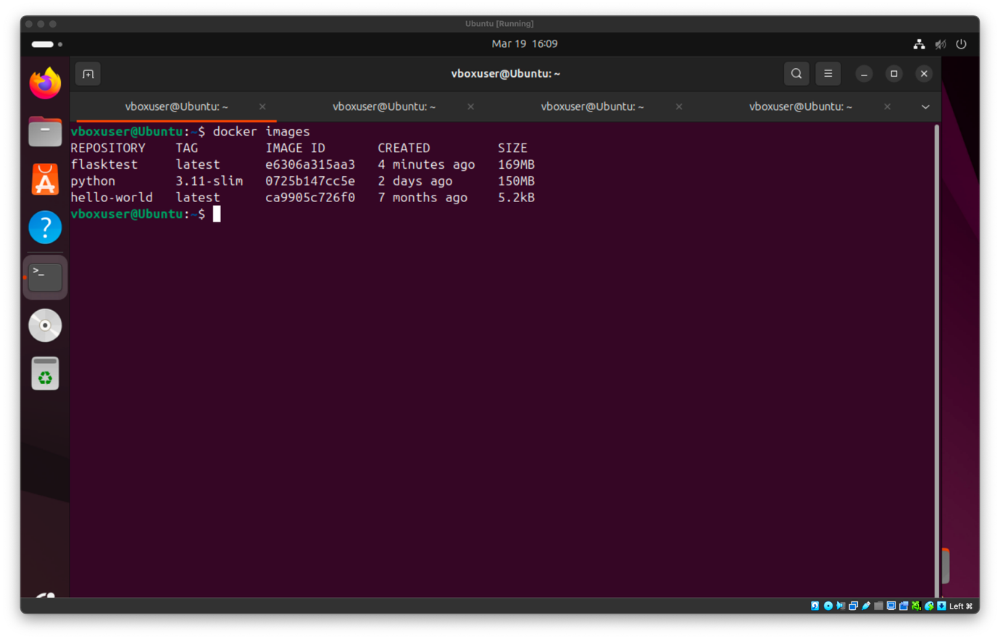 Ubuntu [Running]
Mar 19 16:09
vboxuser@Ubuntu: ~
vboxuser@Ubuntu: ~ vboxuser@Ubuntu: ~ vboxuser@Ubuntu: ~ vboxuser@Ubuntu: ~
vboxuser@Ubuntu:~$ docker images
REPOSITORY TAG IMAGE ID CREATED SIZE
flasktest latest e6306a315aa3 4 minutes ago 169MB
python 3.11-slim 0725b147cc5e 2 days ago 150MB
hello-world latest ca9905c726f0 7 months ago 5.2kB
vboxuser@Ubuntu:~$
Left ⌘